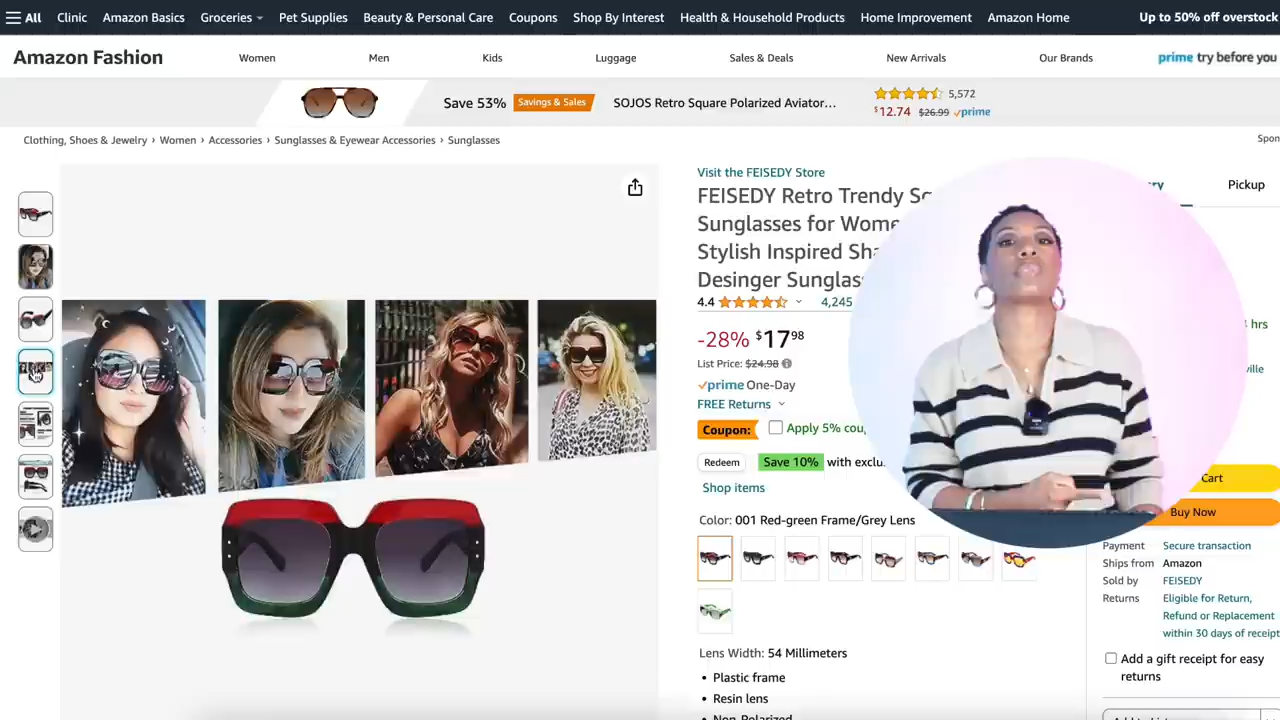 All Clinic Amazon Basics Groceries Pet Supplies Beauty & Personal Care Coupons Shop By Interest Health & Household Products Home Improvement Amazon Home Up to 50% off overstock
Amazon Fashion Women Men Kids Luggage Sales & Deals New Arrivals Our Brands prime try before you
Save 53% Savings & Sales SOJOS Retro Square Polarized Aviator… 5,572
$12.74 $26.99 prime
Clothing, Shoes & Jewelry › Women › Accessories › Sunglasses & Eyewear Accessories › Sunglasses Spon
Visit the FEISEDY Store
Pickup
FEISEDY Retro Trendy
Sunglasses for Wome
Stylish Inspired Sha
Desinger Sunglas
4.4 4,245
hrs
-28% $17.98
List Price: $24.98
ville
prime One-Day
FREE Returns
Coupon: Apply 5% cou
Redeem Save 10% with exclu
Cart
Shop items
Buy Now
Color: 001 Red-green Frame/Grey Lens
Payment Secure transaction
Ships from Amazon
Sold by FEISEDY
Returns Eligible for Return,
Refund or Replacement
within 30 days of receipt
Lens Width: 54 Millimeters
Add a gift receipt for easy
returns
• Plastic frame
• Resin lens
• Non-Polarized